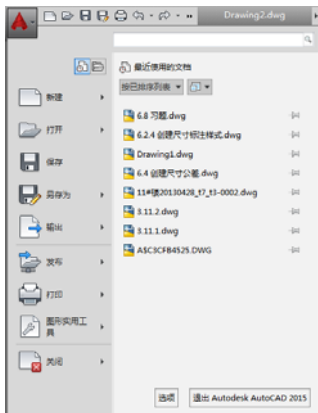 Drawing2.dwg
最近使用的文档
按已排序列表
新建
打开
保存
另存为
输出
发布
打印
图形实用工具
关闭
6.8 习题.dwg
6.2.4 创建尺寸标注样式.dwg
Drawing1.dwg
6.4 创建尺寸公差.dwg
3.11.2.dwg
3.11.1.dwg
A$C3CFB4525.DWG
选项
退出 Autodesk AutoCAD 2015